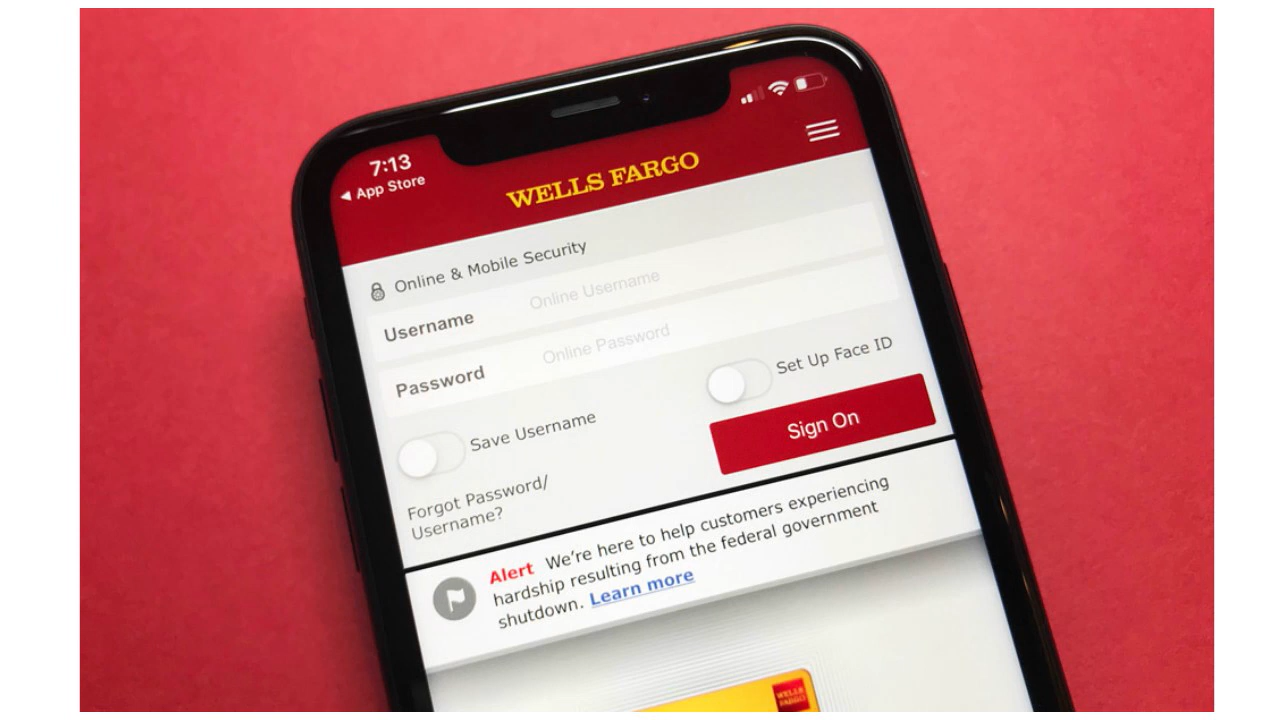 7:13
◀ App Store
WELLS FARGO
Online & Mobile Security
Username Online Username
Password Online Password
Save Username
Set Up Face ID
Forgot Password/
Username?
Sign On
Alert We’re here to help customers experiencing
hardship resulting from the federal government
shutdown. Learn more
WELLS
FARGO